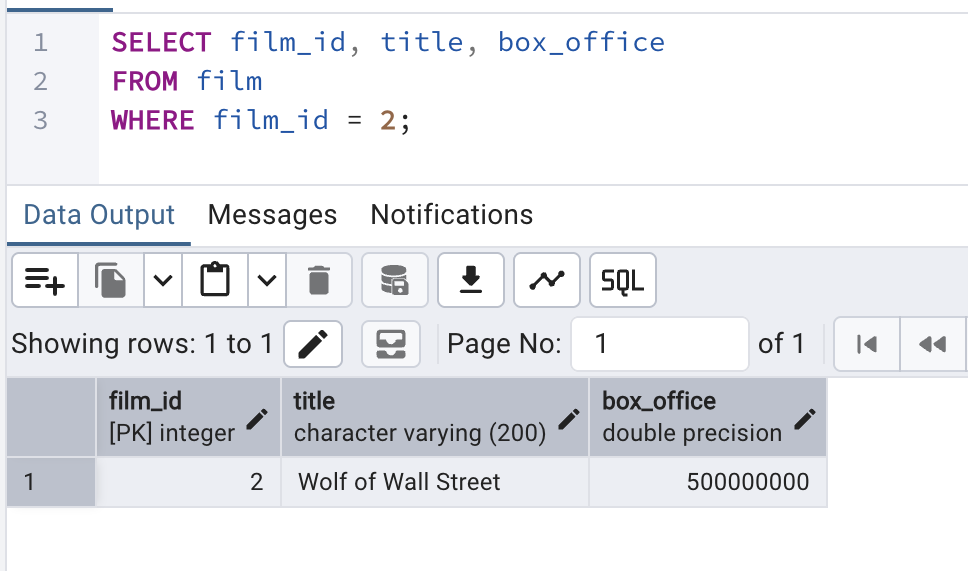 1 SELECT film_id, title, box_office
2 FROM film
3 WHERE film_id = 2;
Data Output Messages Notifications
SQL
Showing rows: 1 to 1 Page No: 1 of 1
film_id title box_office
[PK] integer character varying (200) double precision
1 2 Wolf of Wall Street 500000000